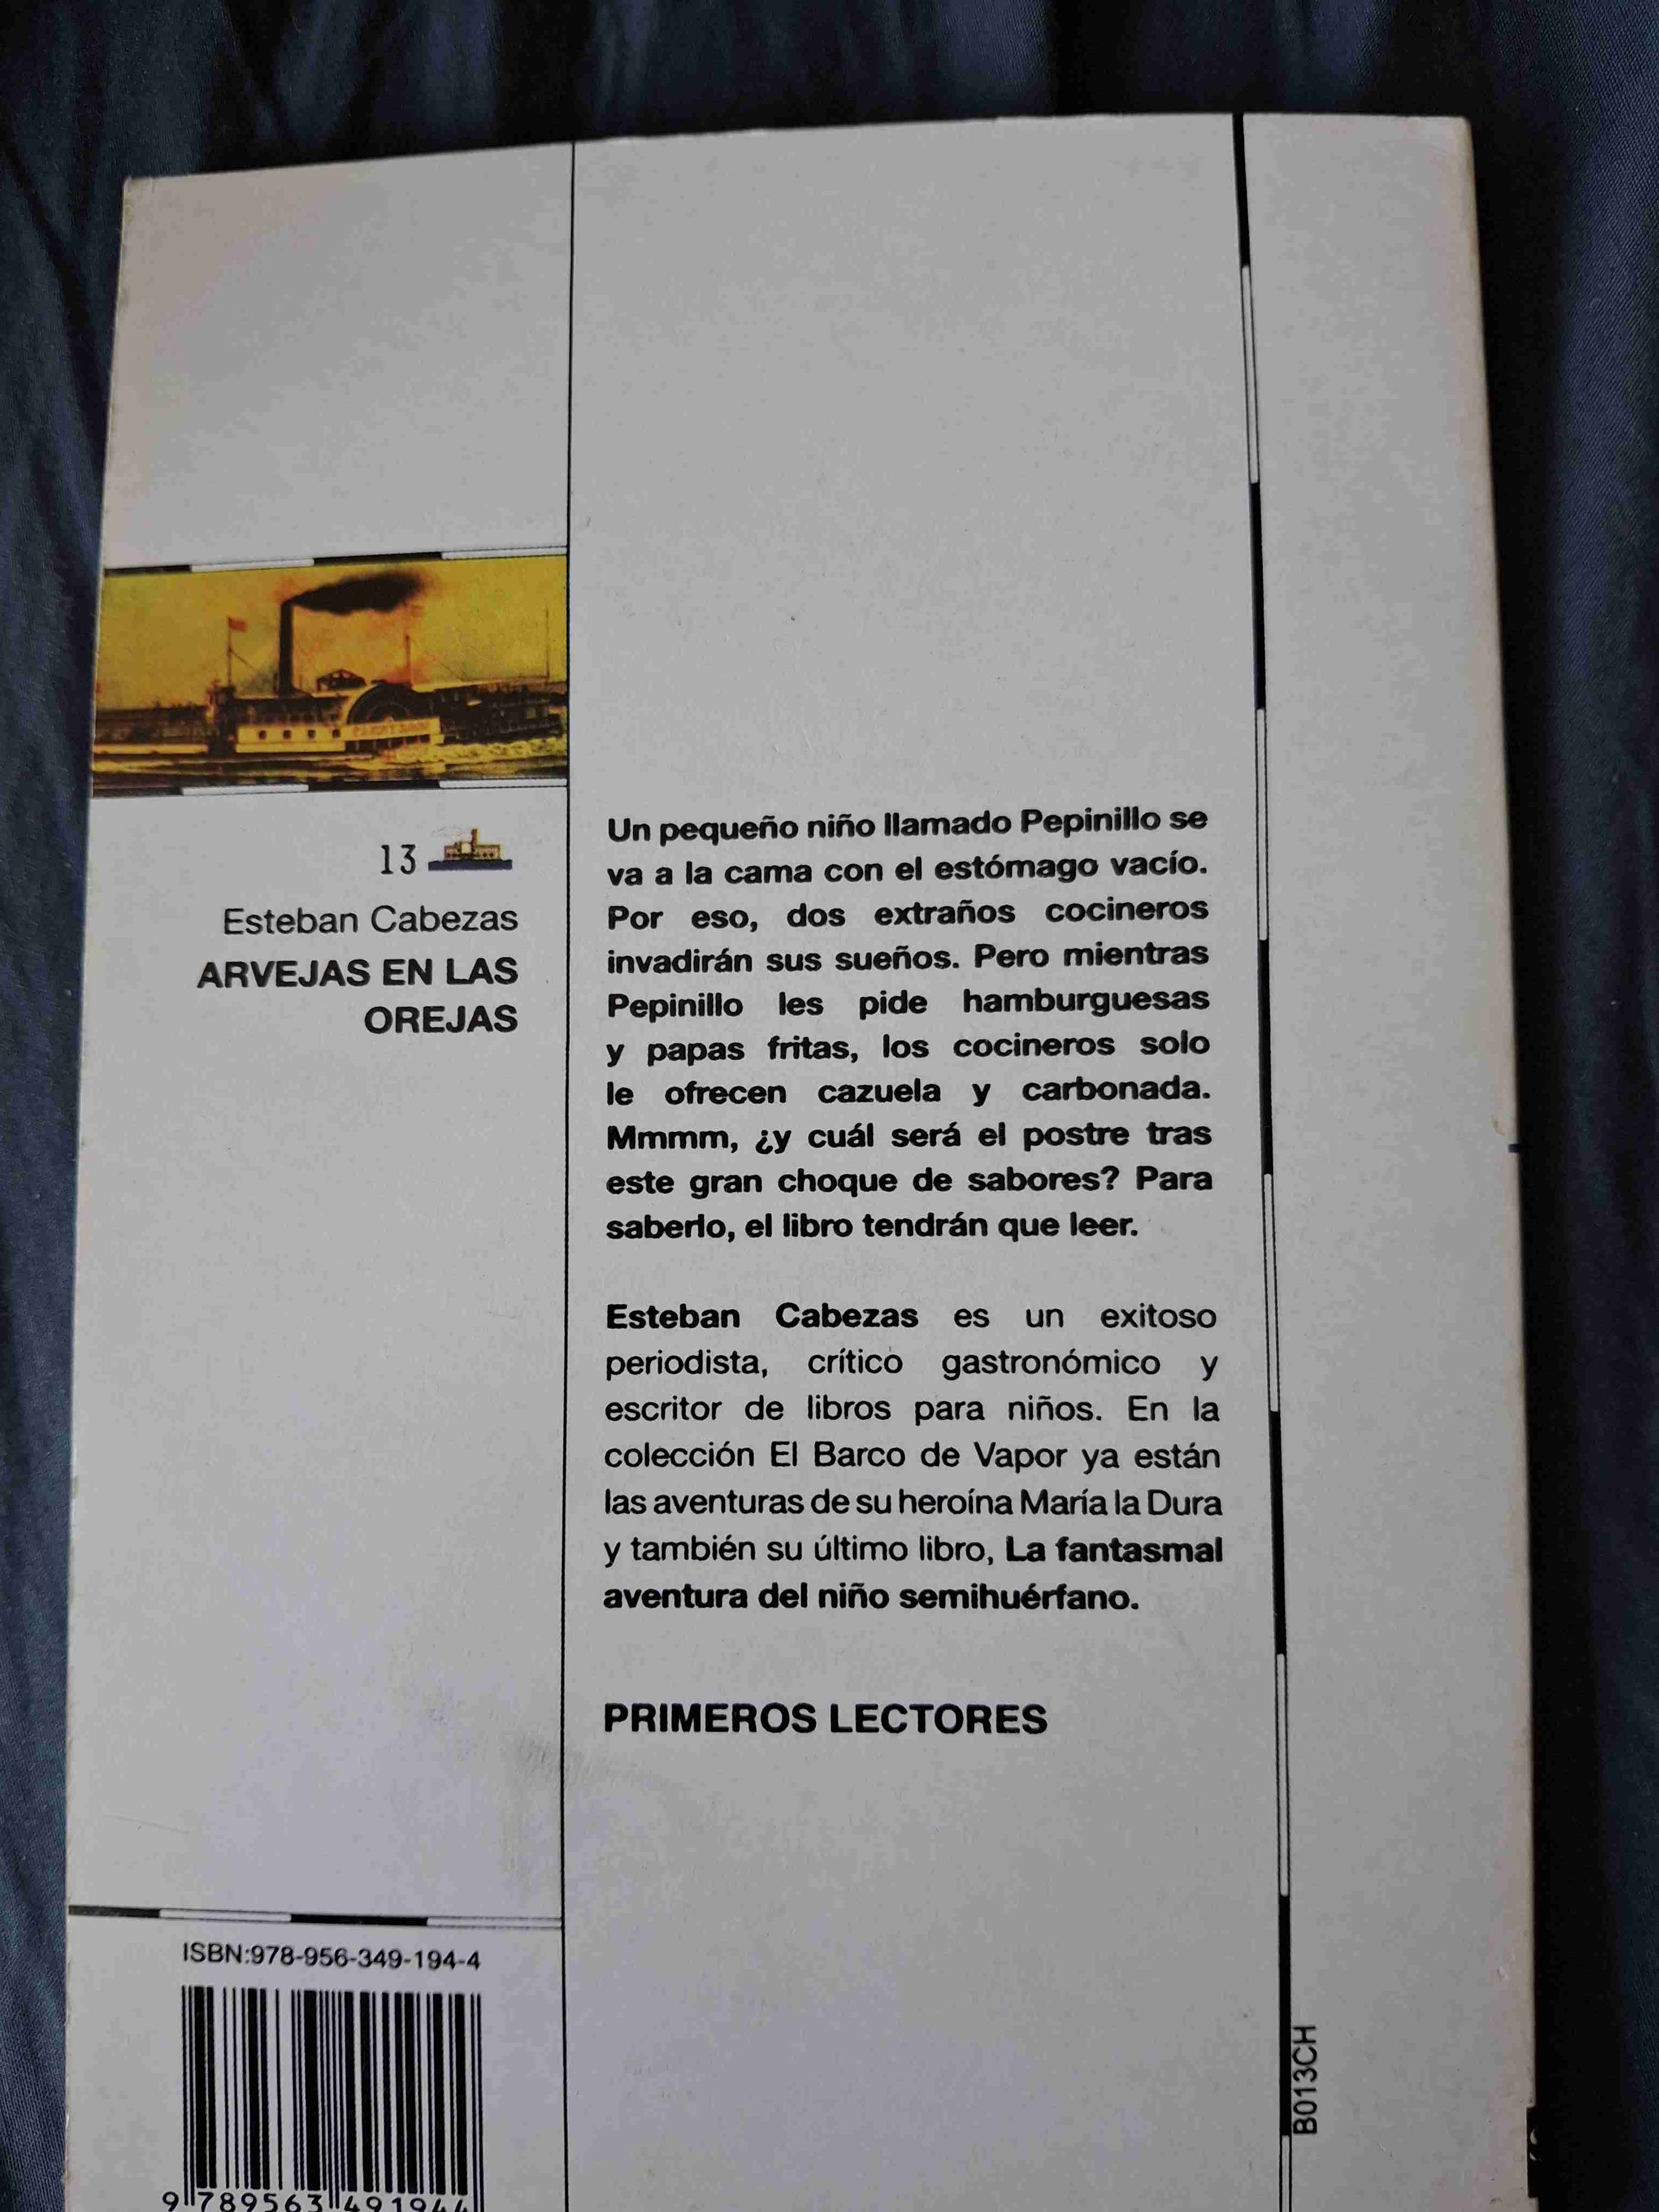 13
Esteban Cabezas
ARVEJAS EN LAS
OREJAS
Un pequeño niño llamado Pepinillo se
va a la cama con el estómago vacío.
Por eso, dos extraños cocineros
invadirán sus sueños. Pero mientras
Pepinillo les pide hamburguesas
y papas fritas, los cocineros solo
le ofrecen cazuela y carbonada.
Mmmm, ¿y cuál será el postre tras
este gran choque de sabores? Para
saberlo, el libro tendrán que leer.
Esteban Cabezas es un exitoso
periodista, crítico gastronómico y
escritor de libros para niños. En la
colección El Barco de Vapor ya están
las aventuras de su heroína María la Dura
y también su último libro, La fantasmal
aventura del niño semihuérfano.
PRIMEROS LECTORES
ISBN:978-956-349-194-4
9 789563 491944
B013CH